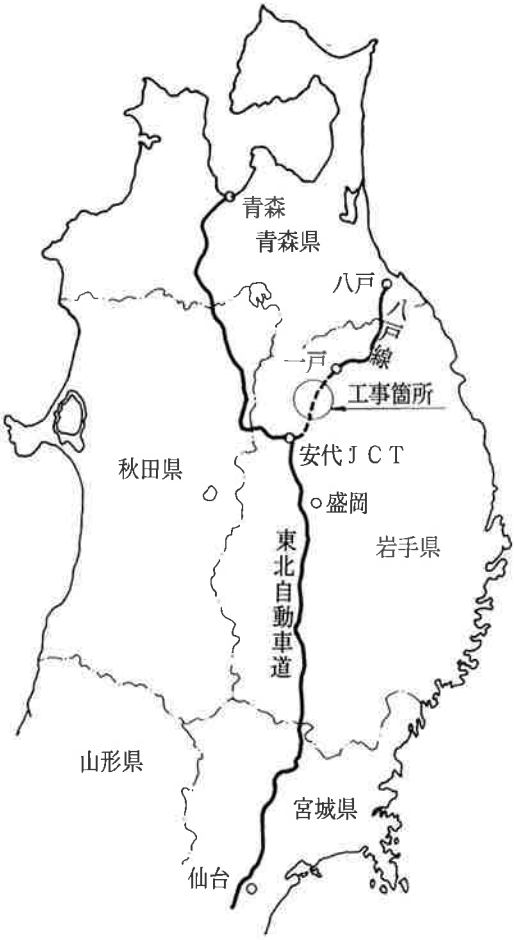 青森
青森県
八戸
八戸線
一戸
工事箇所
安代JCT
秋田県
盛岡
岩手県
東北自動車道
山形県
宮城県
仙台